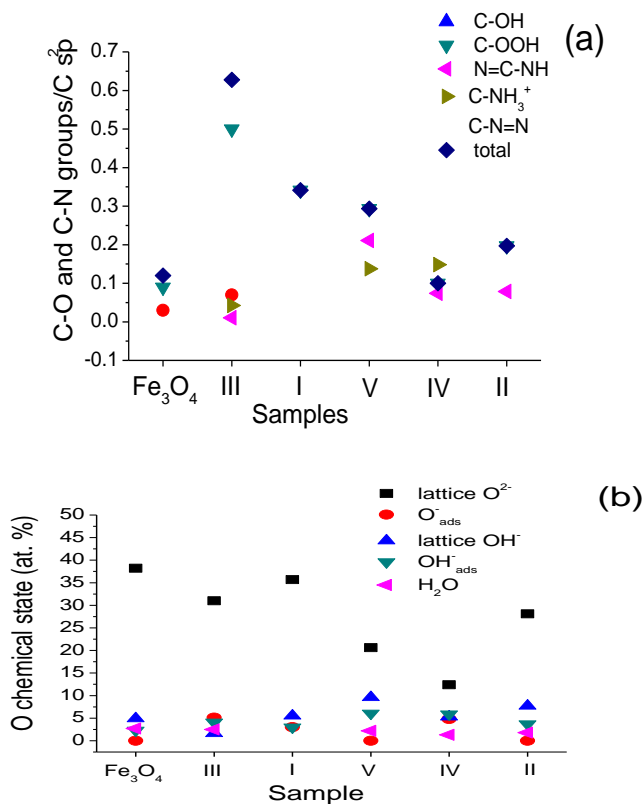 C-OH
C-OOH
(a)
N=C-NH
C-NH₃⁺
C-N=N
total
C-O and C-N groups/C sp²
0.7
0.6
0.5
0.4
0.3
0.2
0.1
0.0
-0.1
Fe₃O₄ III I V IV II
Samples
lattice O²⁻
(b)
O⁻ads
lattice OH⁻
OH⁻ads
H₂O
O chemical state (at. %)
50
45
40
35
30
25
20
15
10
5
0
Fe₃O₄ III I V IV II
Sample